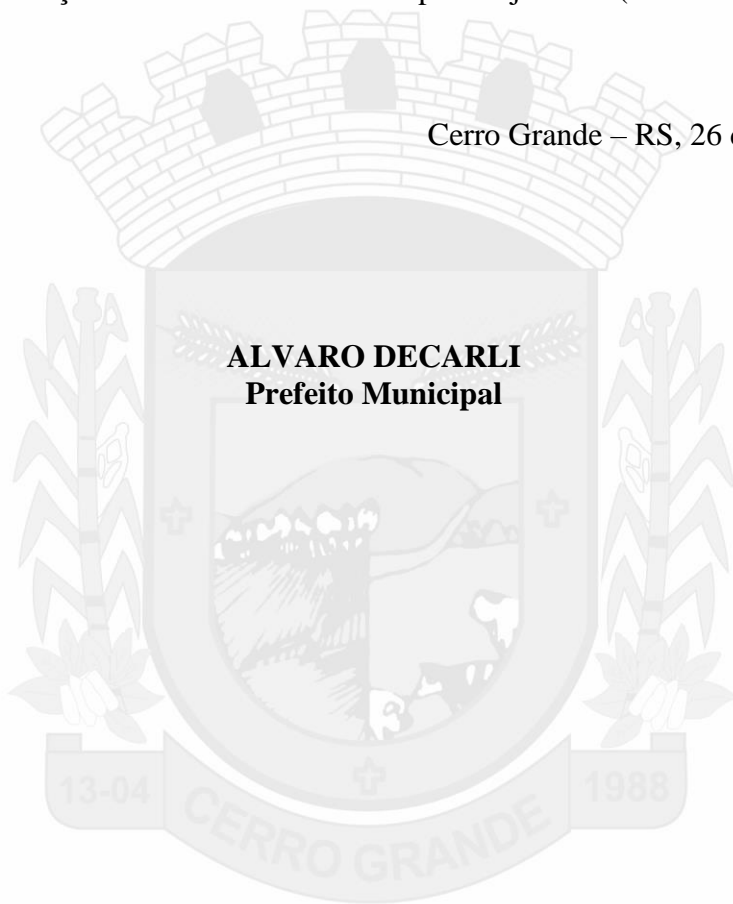 Cerro Grande – RS, 26
ALVARO DECARLI
Prefeito Municipal
13-04
CERRO GRANDE
1988